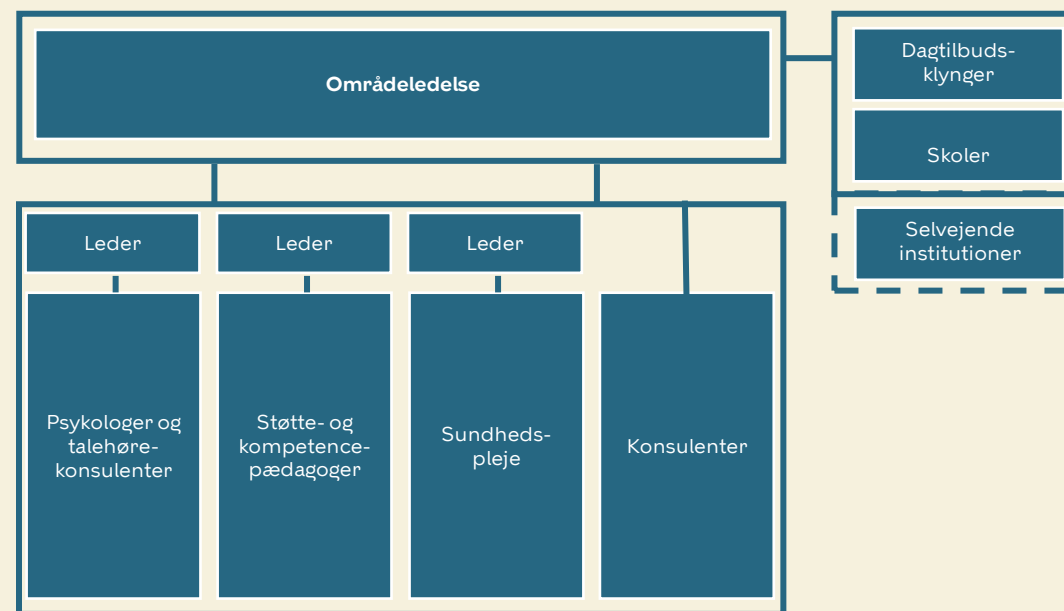 Områdeledelse
Dagtilbuds-
klynger
Skoler
Selvejende
institutioner
Leder
Leder
Leder
Psykologer og
talehøre-
konsulenter
Støtte- og
kompetence-
pædagoger
Sundheds-
pleje
Konsulenter